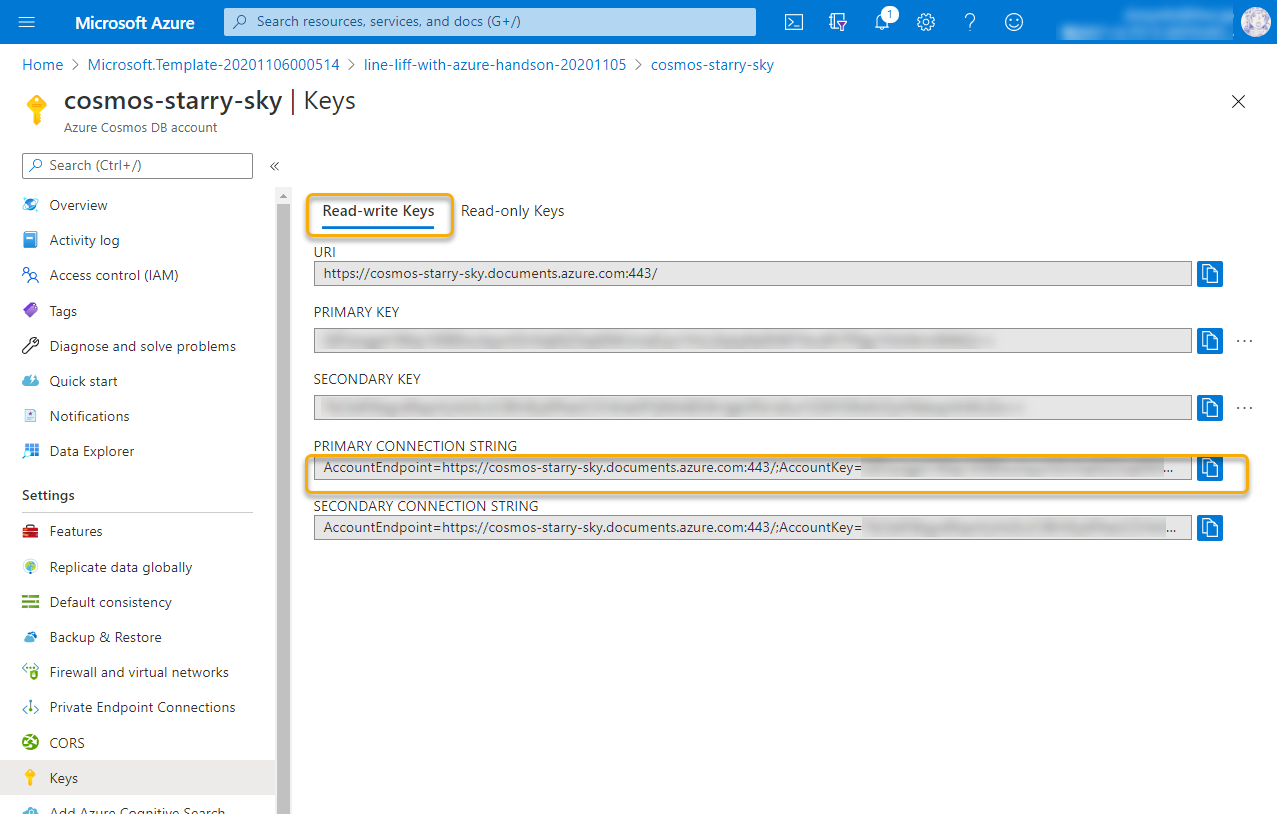 Microsoft Azure
Search resources, services, and docs (G+/)
1
Home > Microsoft.Template-20201106000514 > line-liff-with-azure-handson-20201105 > cosmos-starry-sky
cosmos-starry-sky | Keys
Azure Cosmos DB account
Search (Ctrl+/)
«
Overview
Activity log
Access control (IAM)
Tags
Diagnose and solve problems
Quick start
Notifications
Data Explorer
Settings
Features
Replicate data globally
Default consistency
Backup & Restore
Firewall and virtual networks
Private Endpoint Connections
CORS
Keys
Add Azure Cognitive Search
Read-write Keys
Read-only Keys
URI
https://cosmos-starry-sky.documents.azure.com:443/
PRIMARY KEY
SECONDARY KEY
PRIMARY CONNECTION STRING
AccountEndpoint=https://cosmos-starry-sky.documents.azure.com:443/;AccountKey= ...
SECONDARY CONNECTION STRING
AccountEndpoint=https://cosmos-starry-sky.documents.azure.com:443/;AccountKey= ...